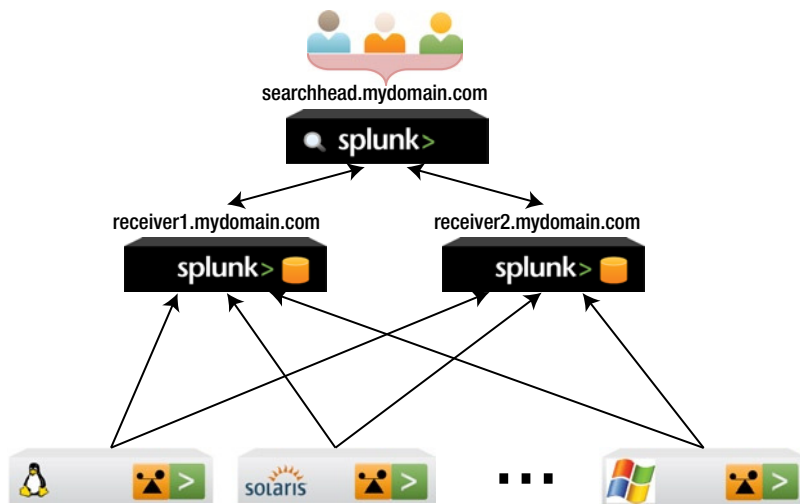 searchhead.mydomain.com
splunk>
receiver1.mydomain.com
receiver2.mydomain.com
splunk>
splunk>
solaris
...